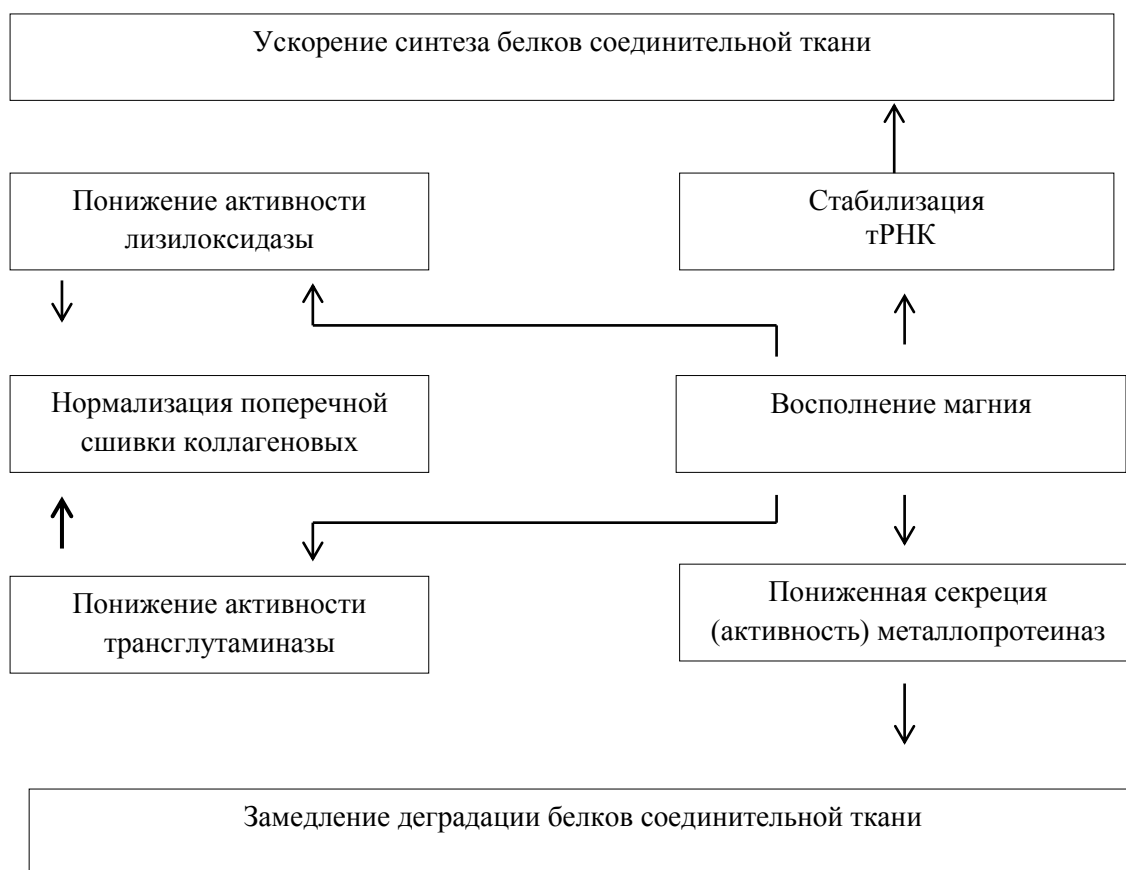 Ускорение синтеза белков соединительной ткани
Понижение активности
лизилоксидазы
Стабилизация
тРНК
Нормализация поперечной
сшивки коллагеновых
Восполнение магния
Понижение активности
трансглутаминазы
Пониженная секреция
(активность) металлопротеиназ
Замедление деградации белков соединительной ткани